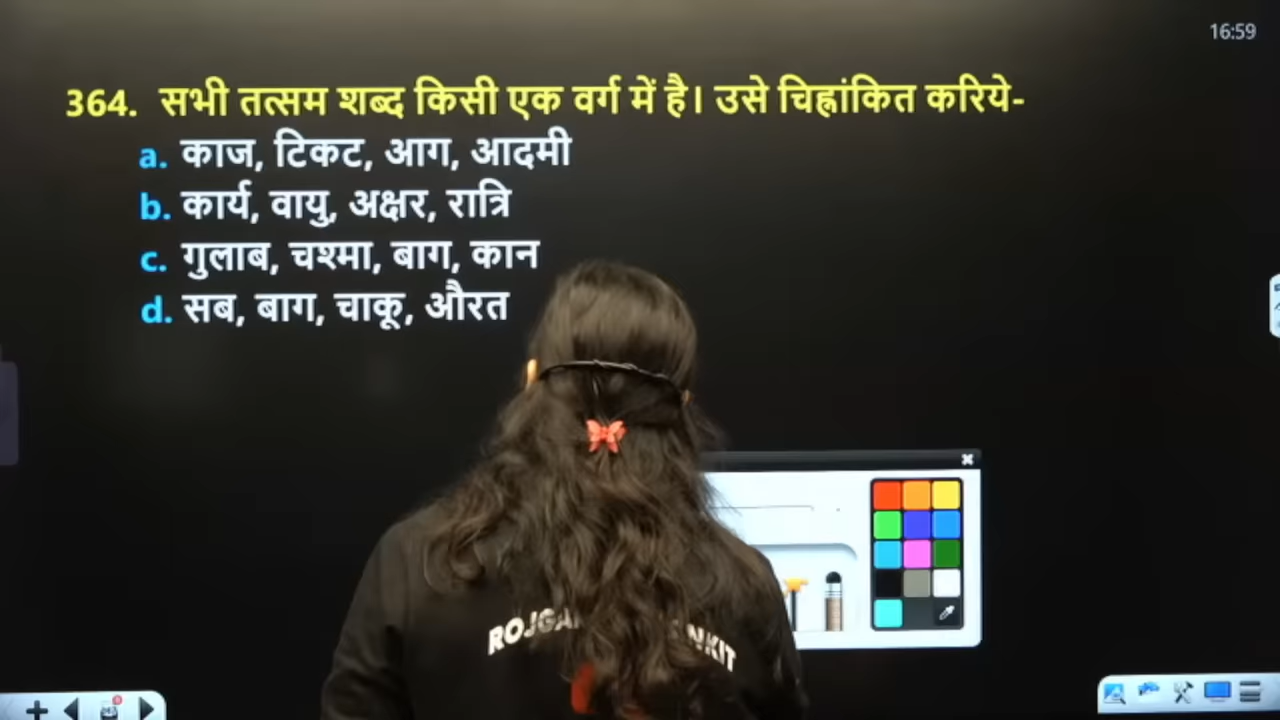 16:59
364. सभी तत्सम शब्द किसी एक वर्ग में है। उसे चिह्नांकित करिये-
a. काज, टिकट, आग, आदमी
b. कार्य, वायु, अक्षर, रात्रि
c. गुलाब, चश्मा, बाग, कान
d. सब, बाग, चाकू, औरत